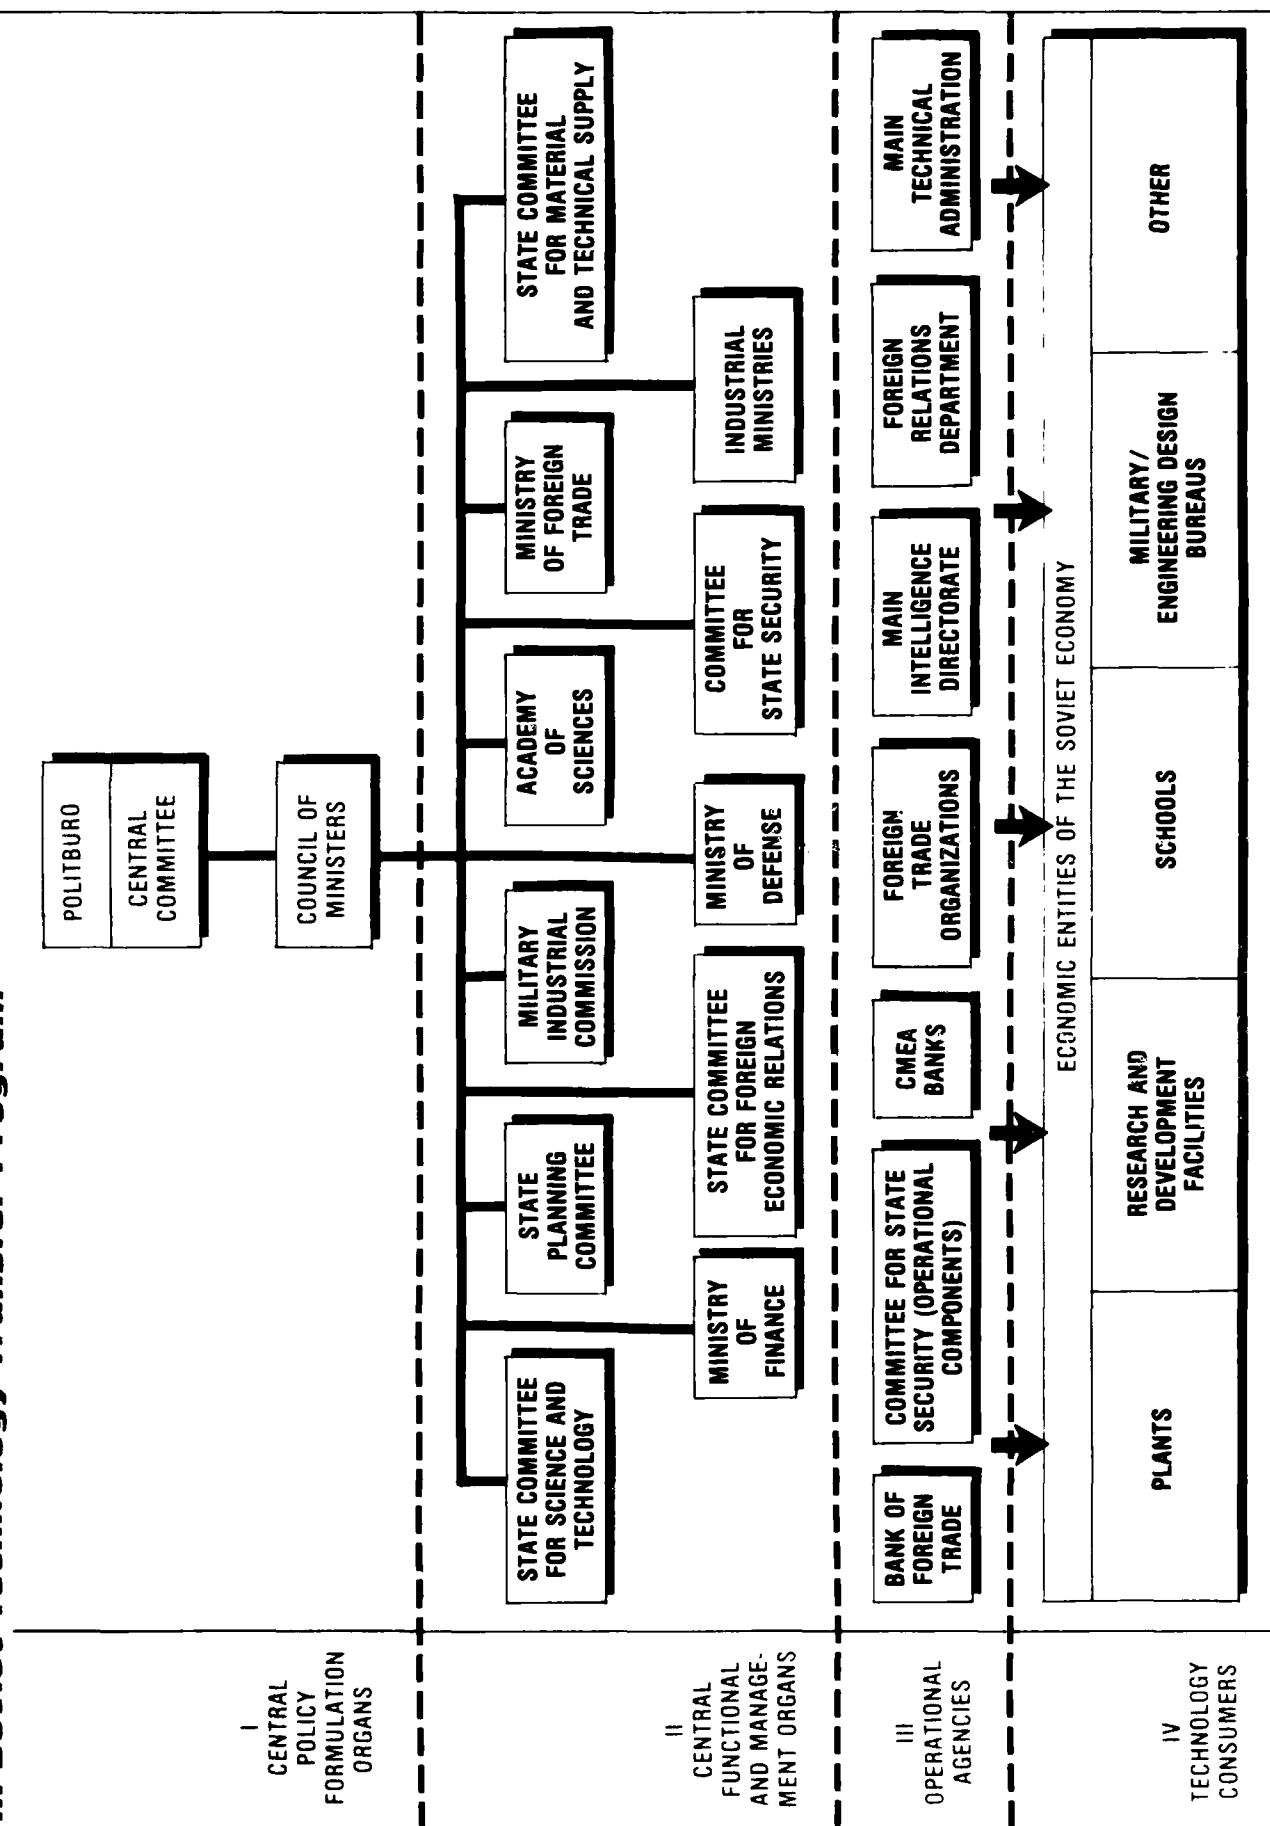 POLITBURO
CENTRAL
COMMITTEE
COUNCIL OF
MINISTERS
I
CENTRAL
POLICY
FORMULATION
ORGANS
STATE COMMITTEE
FOR SCIENCE AND
TECHNOLOGY
STATE
PLANNING
COMMITTEE
MILITARY
INDUSTRIAL
COMMISSION
ACADEMY
OF
SCIENCES
MINISTRY
OF FOREIGN
TRADE
STATE COMMITTEE
FOR MATERIAL
AND TECHNICAL SUPPLY
II
CENTRAL
FUNCTIONAL
AND MANAGE-
MENT ORGANS
MINISTRY
OF
FINANCE
STATE COMMITTEE
FOR FOREIGN
ECONOMIC RELATIONS
MINISTRY
OF
DEFENSE
COMMITTEE
FOR
STATE SECURITY
INDUSTRIAL
MINISTRIES
III
OPERATIONAL
AGENCIES
BANK OF
FOREIGN
TRADE
COMMITTEE FOR STATE
SECURITY (OPERATIONAL
COMPONENTS)
CMEA
BANKS
FOREIGN
TRADE
ORGANIZATIONS
MAIN
INTELLIGENCE
DIRECTORATE
FOREIGN
RELATIONS
DEPARTMENT
MAIN
TECHNICAL
ADMINISTRATION
IV
TECHNOLOGY
CONSUMERS
ECONOMIC ENTITIES OF THE SOVIET ECONOMY
PLANTS
RESEARCH AND
DEVELOPMENT
FACILITIES
SCHOOLS
MILITARY/
ENGINEERING DESIGN
BUREAUS
OTHER